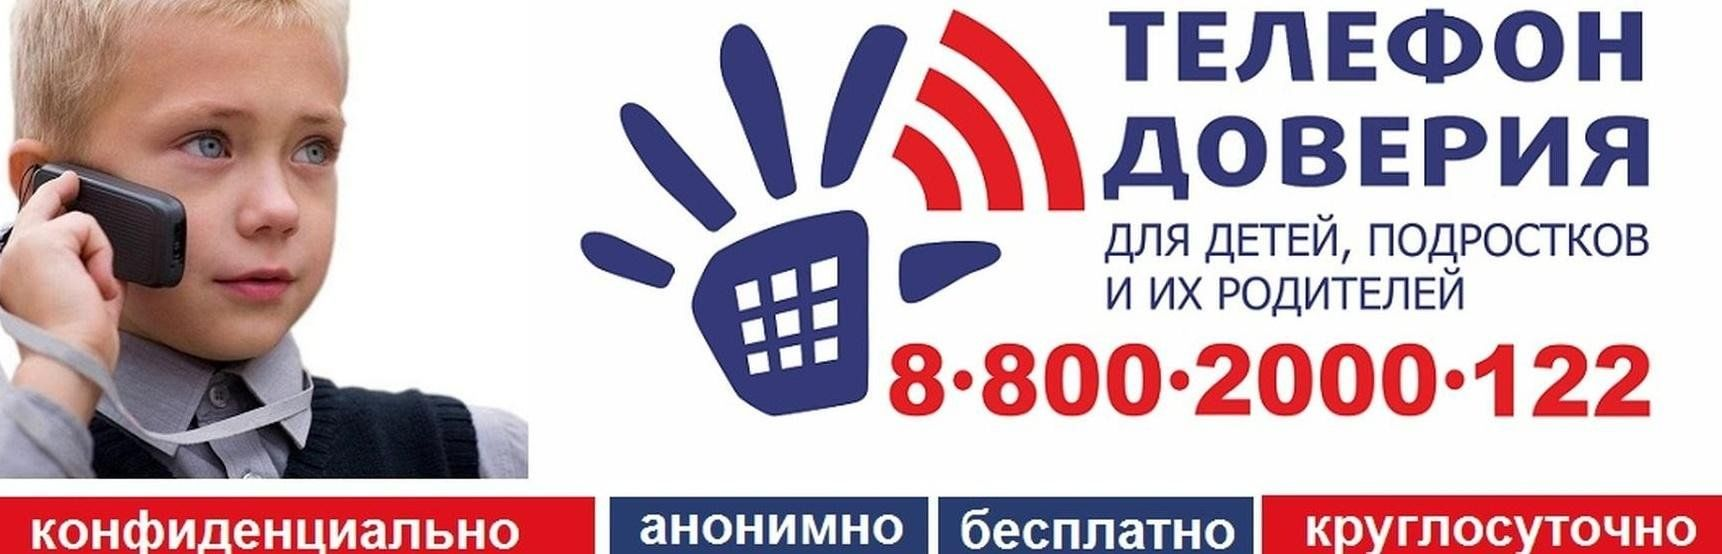 ТЕЛЕФОН
ДОВЕРИЯ
ДЛЯ ДЕТЕЙ, ПОДРОСТКОВ
И ИХ РОДИТЕЛЕЙ
8•800•2000•122
конфиденциально анонимно бесплатно круглосуточно